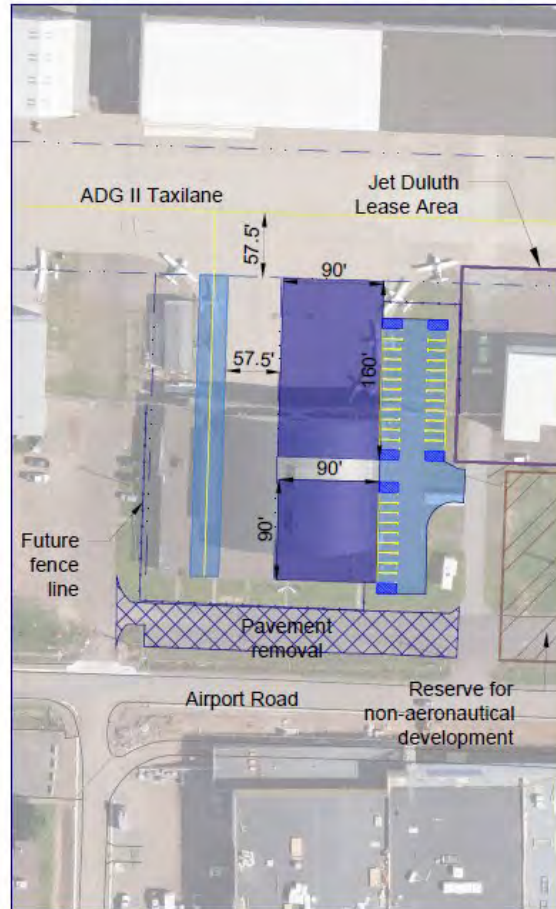 ADG II Taxilane
Jet Duluth
Lease Area
57.5'
90'
57.5'
160'
90'
90'
Future
fence
line
Pavement
removal
Airport Road
Reserve for
non-aeronautical
development